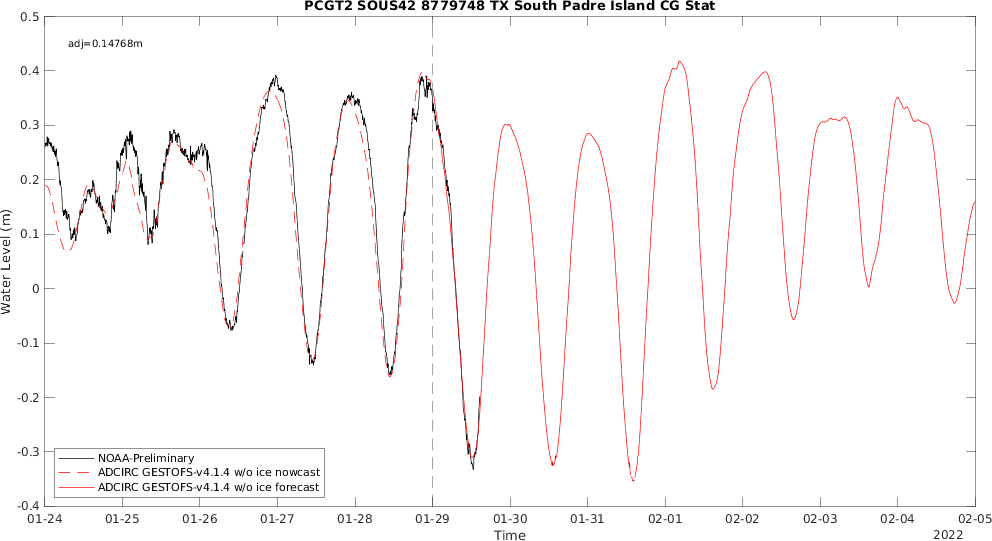 PCGT2 SOUS42 8779748 TX South Padre Island CG Stat
adj=0.14768m
0.5
0.4
0.3
0.2
0.1
0
-0.1
-0.2
-0.3
-0.4
Water Level (m)
NOAA-Preliminary
ADCIRC GESTOFS-v4.1.4 w/o ice nowcast
ADCIRC GESTOFS-v4.1.4 w/o ice forecast
01-24 01-25 01-26 01-27 01-28 01-29 01-30 01-31 02-01 02-02 02-03 02-04 02-05
Time
2022